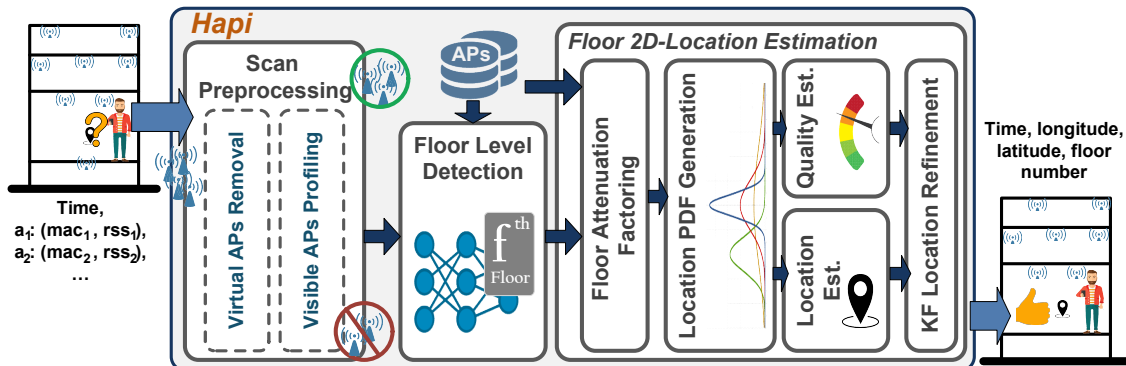 Hapi
Scan
Preprocessing
Virtual APs Removal
Visible APs Profiling
Time,
a1: (mac1, rss1),
a2: (mac2, rss2),
...
?
APs
Floor Level
Detection
f th
Floor
Floor 2D-Location Estimation
Floor Attenuation
Factoring
Location PDF Generation
Quality Est.
Location
Est.
KF Location Refinement
Time, longitude,
latitude, floor
number